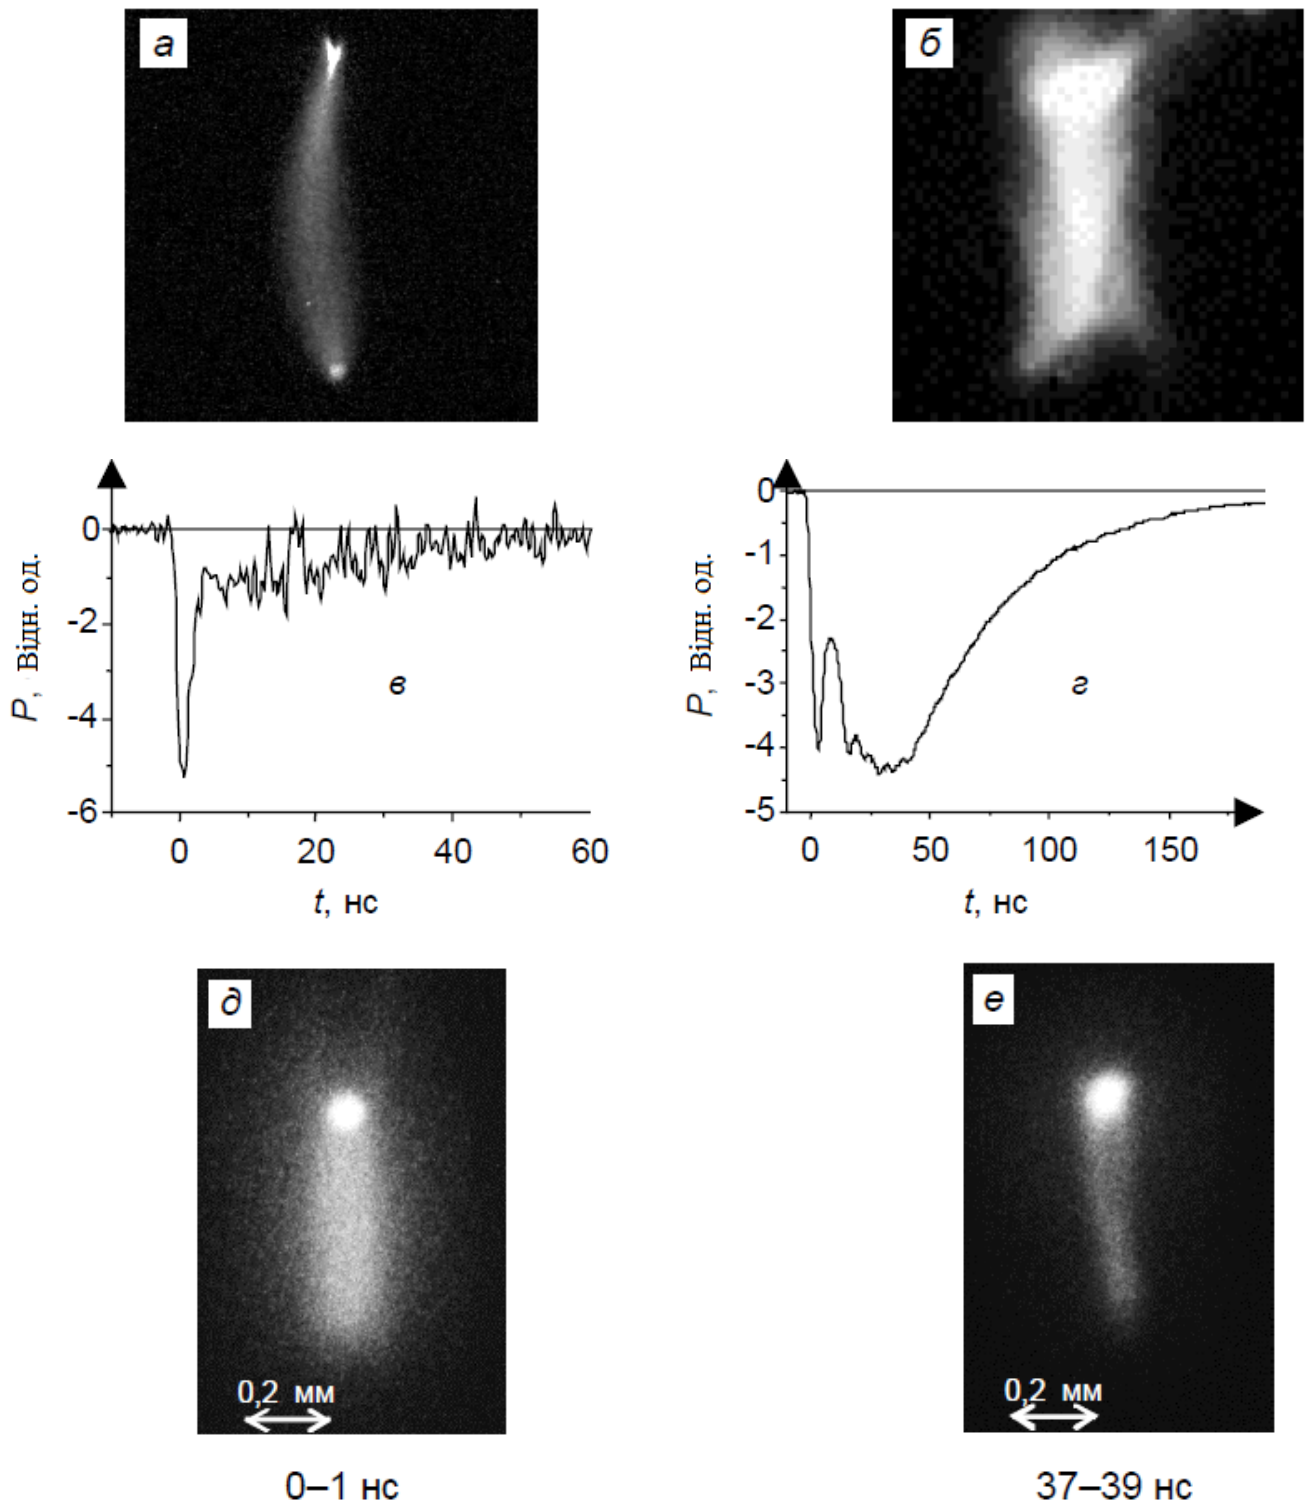 а
б
0
-2
-4
-6
P, Відн. од.
в
0 20 40 60
t, нс
0
-1
-2
-3
-4
-5
P, Відн. од.
г
0 50 100 150
t, нс
д
0,2 мм
0–1 нс
е
0,2 мм
37–39 нс